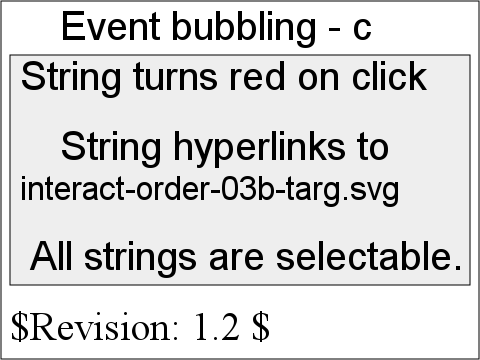 Event bubbling - c
String turns red on click
String hyperlinks to
interact-order-03b-targ.svg
All strings are selectable.
$Revision: 1.2 $